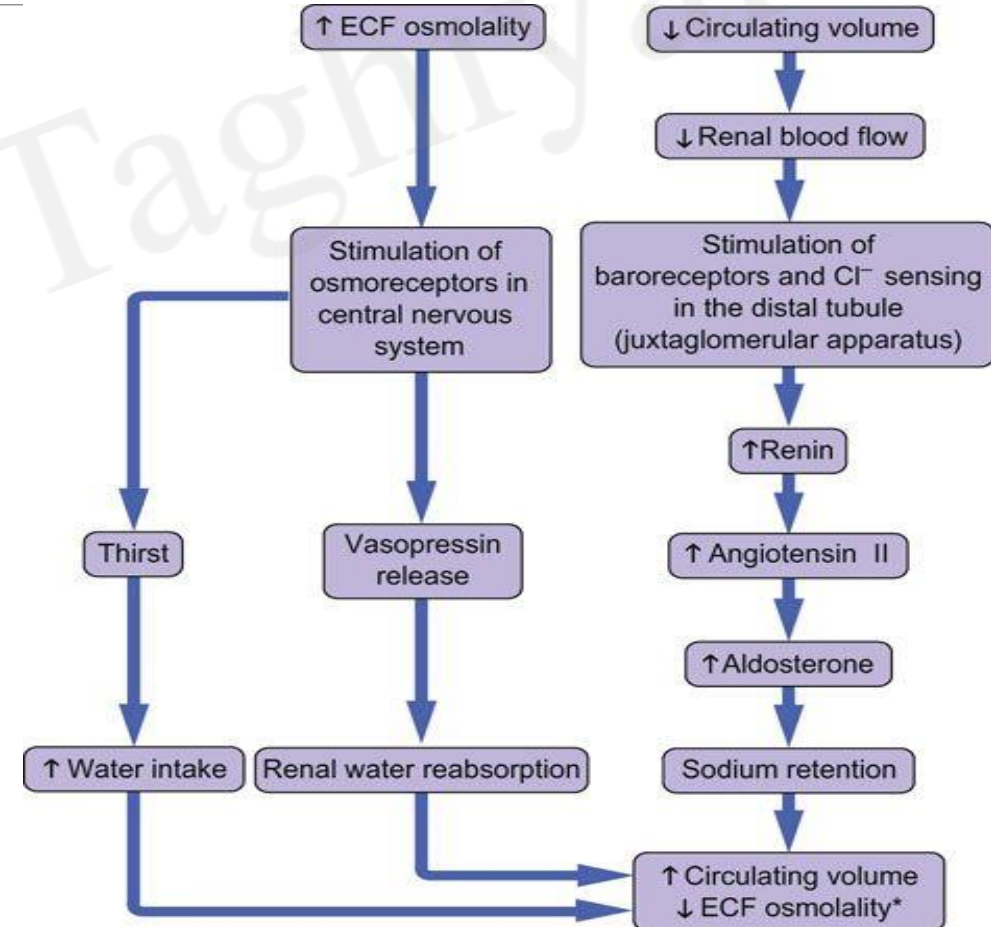 ↑ ECF osmolality
↓ Circulating volume
↓ Renal blood flow
Stimulation of
osmoreceptors in
central nervous
system
Stimulation of
baroreceptors and Cl⁻ sensing
in the distal tubule
(juxtaglomerular apparatus)
↑Renin
Thirst
Vasopressin
release
↑ Angiotensin II
↑Aldosterone
↑ Water intake
Renal water reabsorption
Sodium retention
↑ Circulating volume
↓ ECF osmolality*